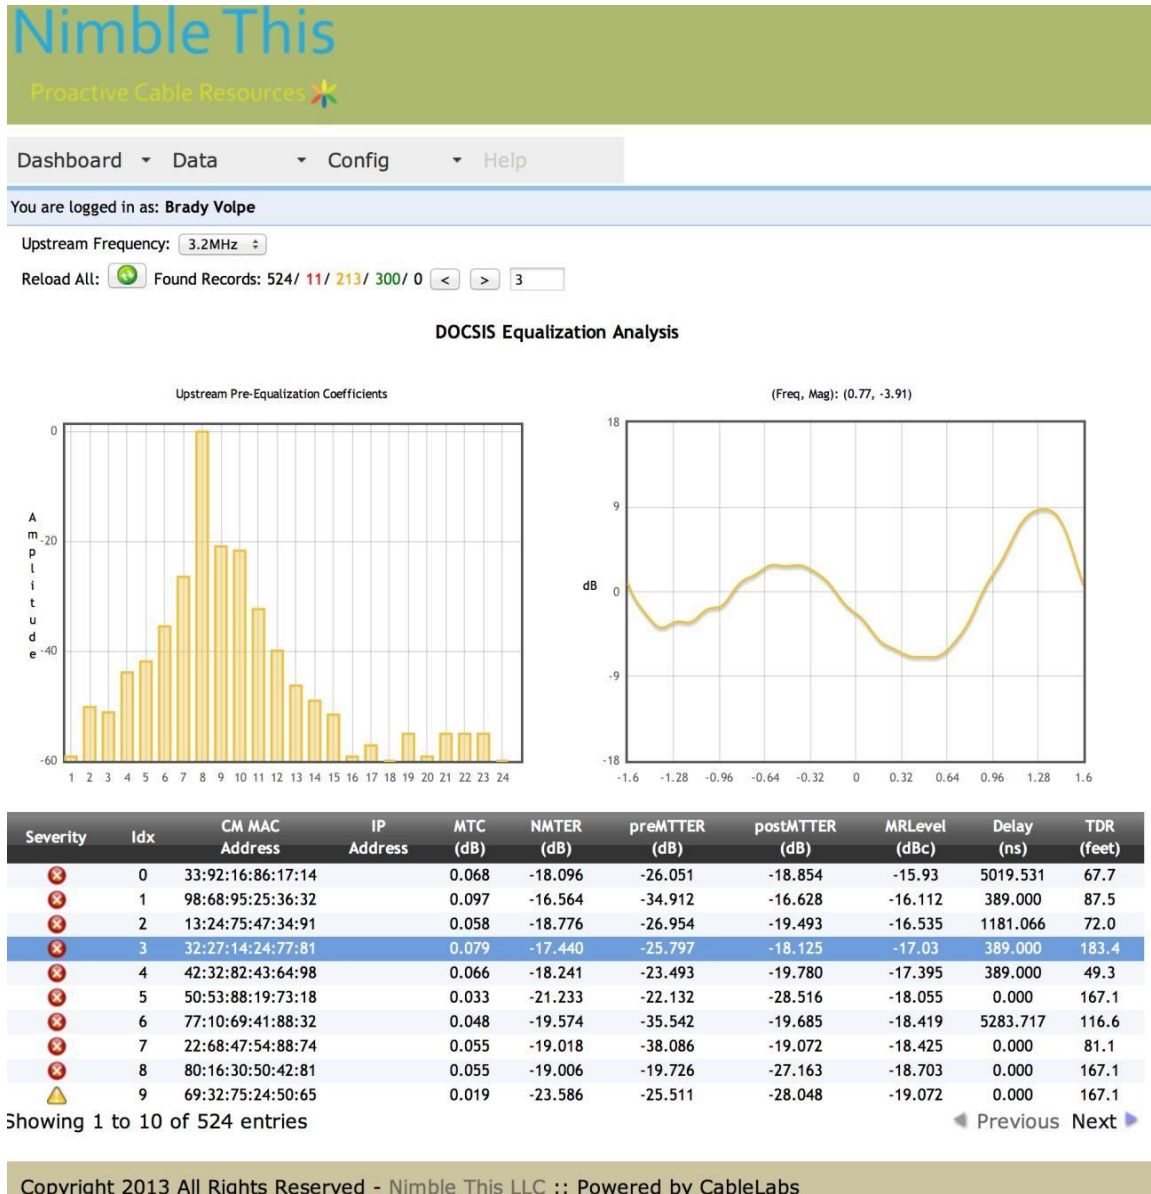 Nimble This
Proactive Cable Resources
Dashboard Data Config Help
You are logged in as: Brady Volpe
Upstream Frequency: 3.2MHz
Reload All: Found Records: 524/ 11/ 213/ 300/ 0 < > 3
DOCSIS Equalization Analysis
Upstream Pre-Equalization Coefficients
(Freq, Mag): (0.77, -3.91)
Amplitude
0
-20
-40
-60
1 2 3 4 5 6 7 8 9 10 11 12 13 14 15 16 17 18 19 20 21 22 23 24
dB
18
9
0
-9
-18
-1.6 -1.28 -0.96 -0.64 -0.32 0 0.32 0.64 0.96 1.28 1.6
Severity Idx CM MAC Address IP Address MTC (dB) NMTER (dB) preMTTER (dB) postMTTER (dB) MRLevel (dBc) Delay (ns) TDR (feet)
0 33:92:16:86:17:14 0.068 -18.096 -26.051 -18.854 -15.93 5019.531 67.7
1 98:68:95:25:36:32 0.097 -16.564 -34.912 -16.628 -16.112 389.000 87.5
2 13:24:75:47:34:91 0.058 -18.776 -26.954 -19.493 -16.535 1181.066 72.0
3 32:27:14:24:77:81 0.079 -17.440 -25.797 -18.125 -17.03 389.000 183.4
4 42:32:82:43:64:98 0.066 -18.241 -23.493 -19.780 -17.395 389.000 49.3
5 50:53:88:19:73:18 0.033 -21.233 -22.132 -28.516 -18.055 0.000 167.1
6 77:10:69:41:88:32 0.048 -19.574 -35.542 -19.685 -18.419 5283.717 116.6
7 22:68:47:54:88:74 0.055 -19.018 -38.086 -19.072 -18.425 0.000 81.1
8 80:16:30:50:42:81 0.055 -19.006 -19.726 -27.163 -18.703 0.000 167.1
9 69:32:75:24:50:65 0.019 -23.586 -25.511 -28.048 -19.072 0.000 167.1
Showing 1 to 10 of 524 entries Previous Next
Copyright 2013 All Rights Reserved - Nimble This LLC :: Powered by CableLabs